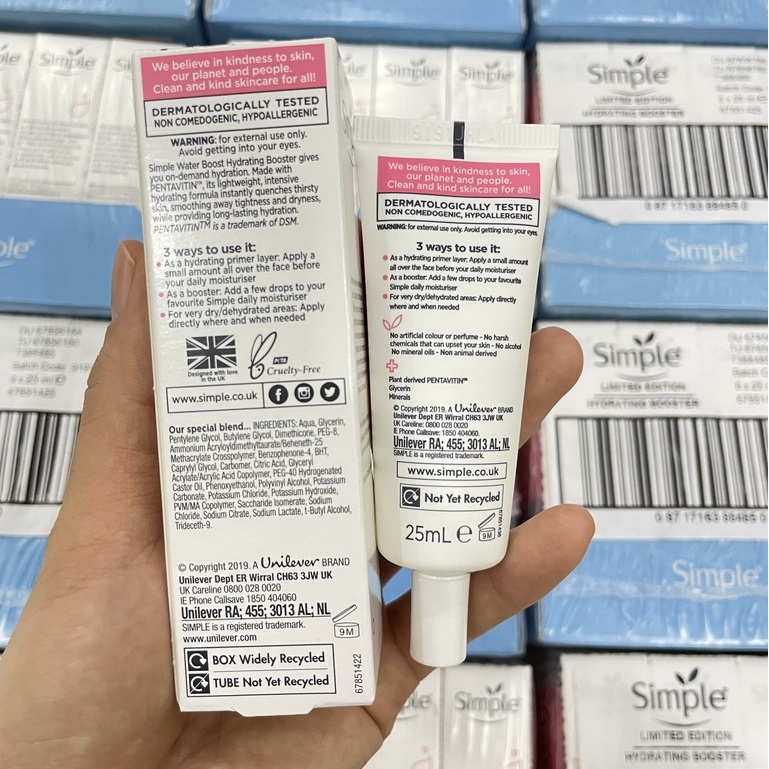 We believe in kindness to skin,
our planet and people.
Clean and kind skincare for all!
DERMATOLOGICALLY TESTED
NON COMEDOGENIC, HYPOALLERGENIC
WARNING: for external use only.
Avoid getting into your eyes.
Simple Water Boost Hydrating Booster gives
you on-demand hydration. Made with
PENTAVITIN™, its lightweight, intensive
hydrating formula instantly quenches thirsty
skin, smoothing away tightness and dryness,
while providing long-lasting hydration.
PENTAVITIN™ is a trademark of DSM.
3 ways to use it:
• As a hydrating primer layer: Apply a
small amount all over the face before
your daily moisturiser
• As a booster: Add a few drops to your
favourite Simple daily moisturiser
• For very dry/dehydrated areas: Apply
directly where and when needed
Designed with love
in the UK
PETA
Cruelty-Free
www.simple.co.uk
Our special blend... INGREDIENTS: Aqua, Glycerin,
Pentylene Glycol, Butylene Glycol, Dimethicone, PEG-8,
Ammonium Acryloyldimethyltaurate/Beheneth-25
Methacrylate Crosspolymer, Benzophenone-4, BHT,
Caprylyl Glycol, Carbomer, Citric Acid, Glyceryl
Acrylate/Acrylic Acid Copolymer, PEG-40 Hydrogenated
Castor Oil, Phenoxyethanol, Polyvinyl Alcohol, Potassium
Carbonate, Potassium Chloride, Potassium Hydroxide,
PVM/MA Copolymer, Saccharide Isomerate, Sodium
Chloride, Sodium Citrate, Sodium Lactate, t-Butyl Alcohol,
Trideceth-9.
© Copyright 2019. A Unilever BRAND
Unilever Dept ER Wirral CH63 3JW UK
UK Careline 0800 028 0020
IE Phone Callsave 1850 404060
Unilever RA; 455; 3013 AL; NL
SIMPLE is a registered trademark.
www.unilever.com
9M
BOX Widely Recycled
TUBE Not Yet Recycled
67851422
We believe in kindness to skin,
our planet and people.
Clean and kind skincare for all!
DERMATOLOGICALLY TESTED
NON COMEDOGENIC, HYPOALLERGENIC
WARNING: for external use only. Avoid getting into your eyes.
3 ways to use it:
• As a hydrating primer layer: Apply a small amount
all over the face before your daily moisturiser
• As a booster: Add a few drops to your favourite
Simple daily moisturiser
• For very dry/dehydrated areas: Apply directly
where and when needed
No artificial colour or perfume - No harsh
chemicals that can upset your skin - No alcohol
No mineral oils - Non animal derived
Plant derived PENTAVITIN™
Glycerin
Minerals
© Copyright 2019. A Unilever BRAND
Unilever Dept ER Wirral CH63 3JW UK
UK Careline: 0800 028 0020
IE Phone Callsave: 1850 404060.
Unilever RA; 455; 3013 AL; NL
SIMPLE is a registered trademark.
www.simple.co.uk
Not Yet Recycled
25mL e
9M
67851436
Simple
Simple
Simple
LIMITED EDITION
HYDRATING BOOSTER
Simple
Simple
LIMITED EDITION
HYDRATING BOOSTER
Simple
Simple
Simple
LIMITED EDITION
HYDRATING BOOSTER